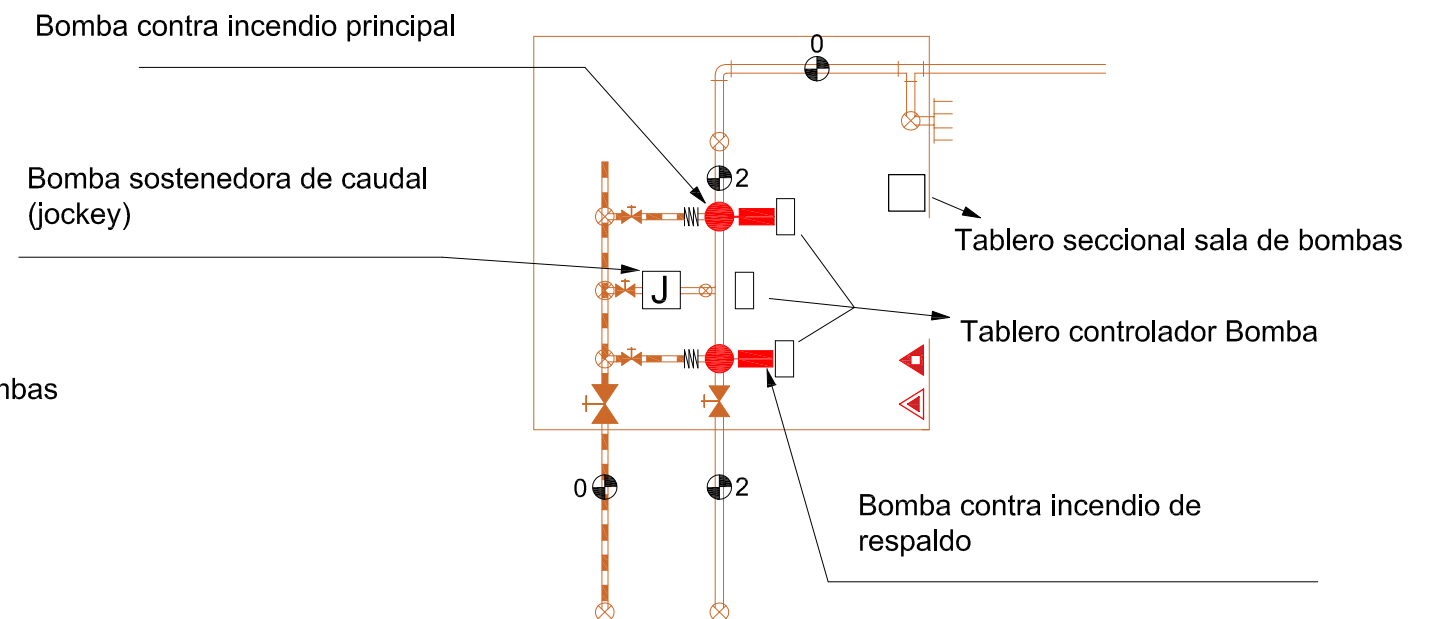 Bomba contra incendio principal
0
Bomba sostenedora de caudal
(jockey)
2
Tablero seccional sala de bombas
J
Tablero controlador Bomba
mbas
0
2
Bomba contra incendio de
respaldo